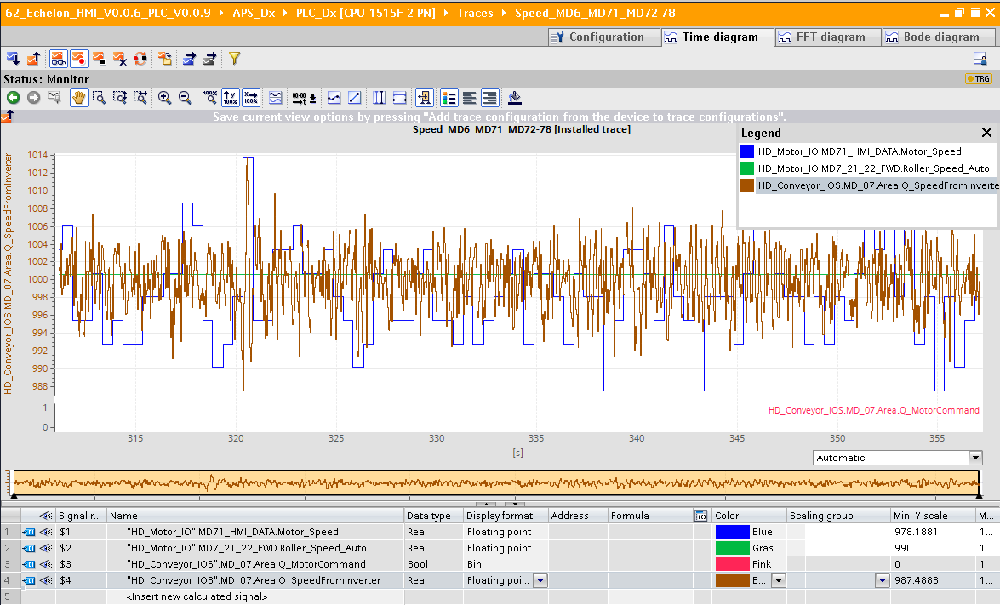 62_Echelon_HMI_V0.0.6_PLC_V0.0.9 ▸ APS_Dx ▸ PLC_Dx [CPU 1515F-2 PN] ▸ Traces ▸ Speed_MD6_MD71_MD72-78
Configuration Time diagram FFT diagram Bode diagram
Status: Monitor
TRG
100% 100% 100% 00:00
Save current view options by pressing "Add trace configuration from the device to trace configurations".
Speed_MD6_MD71_MD72-78 [Installed trace]
Legend
HD_Motor_IO.MD71_HMI_DATA.Motor_Speed
HD_Motor_IO.MD7_21_22_FWD.Roller_Speed_Auto
HD_Conveyor_IOS.MD_07.Area.Q_SpeedFromInverte
HD_Conveyor_IOS.MD_07.Area.Q_SpeedFromInverter
1014
1012
1010
1008
1006
1004
1002
1000
998
996
994
992
990
988
1
HD_Conveyor_IOS.MD_07.Area.Q_MotorCommand
0
315 320 325 330 335 340 345 350 355
[s]
Automatic
Signal r... Name Data type Display format Address Formula Color Scaling group Min. Y scale M...
1 $1 "HD_Motor_IO".MD71_HMI_DATA.Motor_Speed Real Floating point Blue 978.1881 1...
2 $2 "HD_Motor_IO".MD7_21_22_FWD.Roller_Speed_Auto Real Floating point Gras... 990 1...
3 $3 "HD_Conveyor_IOS".MD_07.Area.Q_MotorCommand Bool Bin Pink 0 1
4 $4 "HD_Conveyor_IOS".MD_07.Area.Q_SpeedFromInverter Real Floating poi... B... 987.4883 1...
5 <Insert new calculated signal>